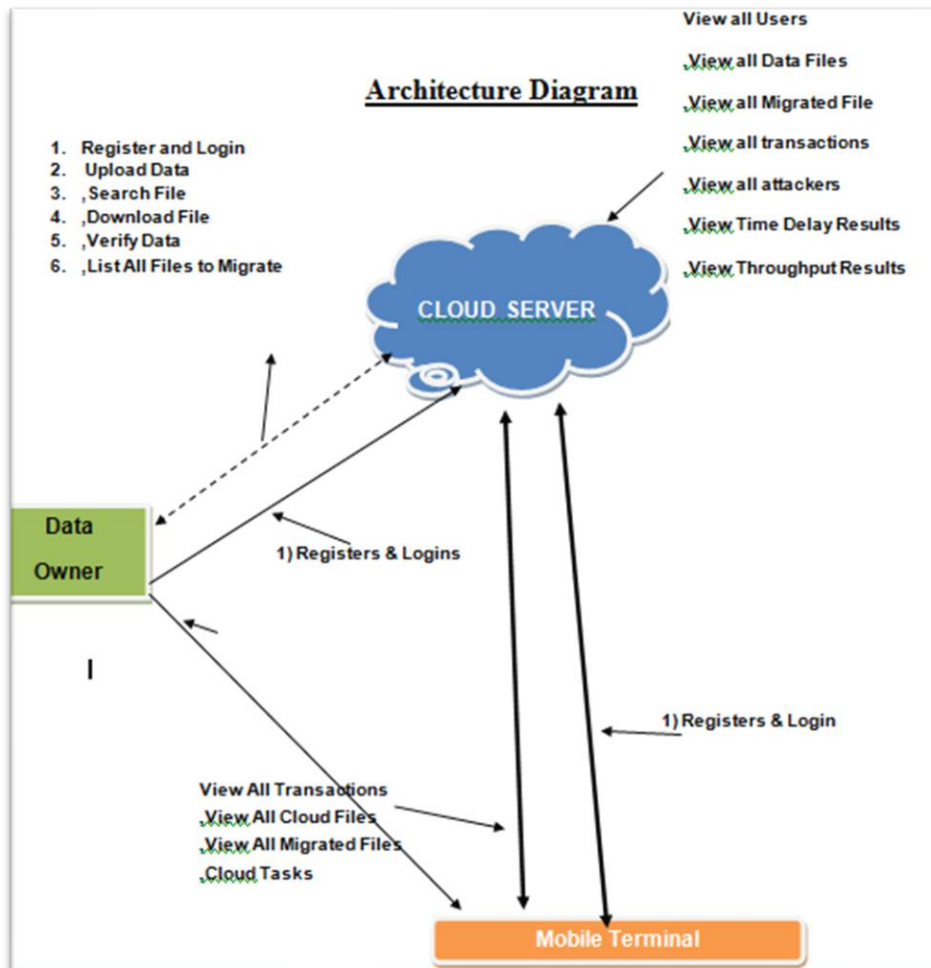 View all Users
,View all Data Files
Architecture Diagram
,View all Migrated File
1. Register and Login
2. Upload Data
3. ,Search File
4. ,Download File
5. ,Verify Data
6. ,List All Files to Migrate
,View all transactions
,View all attackers
,View Time Delay Results
,View Throughput Results
CLOUD SERVER
Data
Owner
1) Registers & Logins
1) Registers & Login
View All Transactions
,View All Cloud Files
,View All Migrated Files
,Cloud Tasks
Mobile Terminal